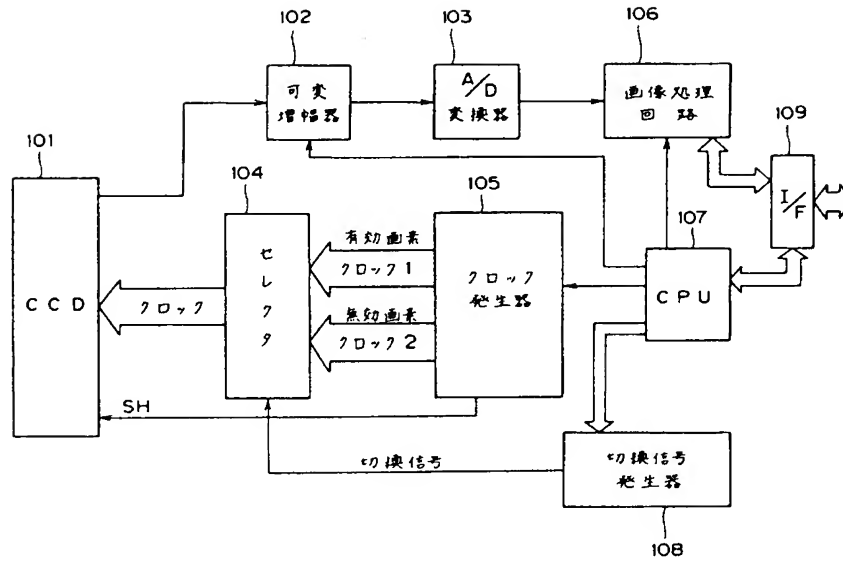 102
103
106
可変
増幅器
A/D
変換器
画像処理
回路
109
I/F
101
CCD
104
セレクタ
105
有効画素
クロック1
無効画素
クロック2
クロック
クロック
発生器
107
CPU
SH
切換信号
切換信号
発生器
108